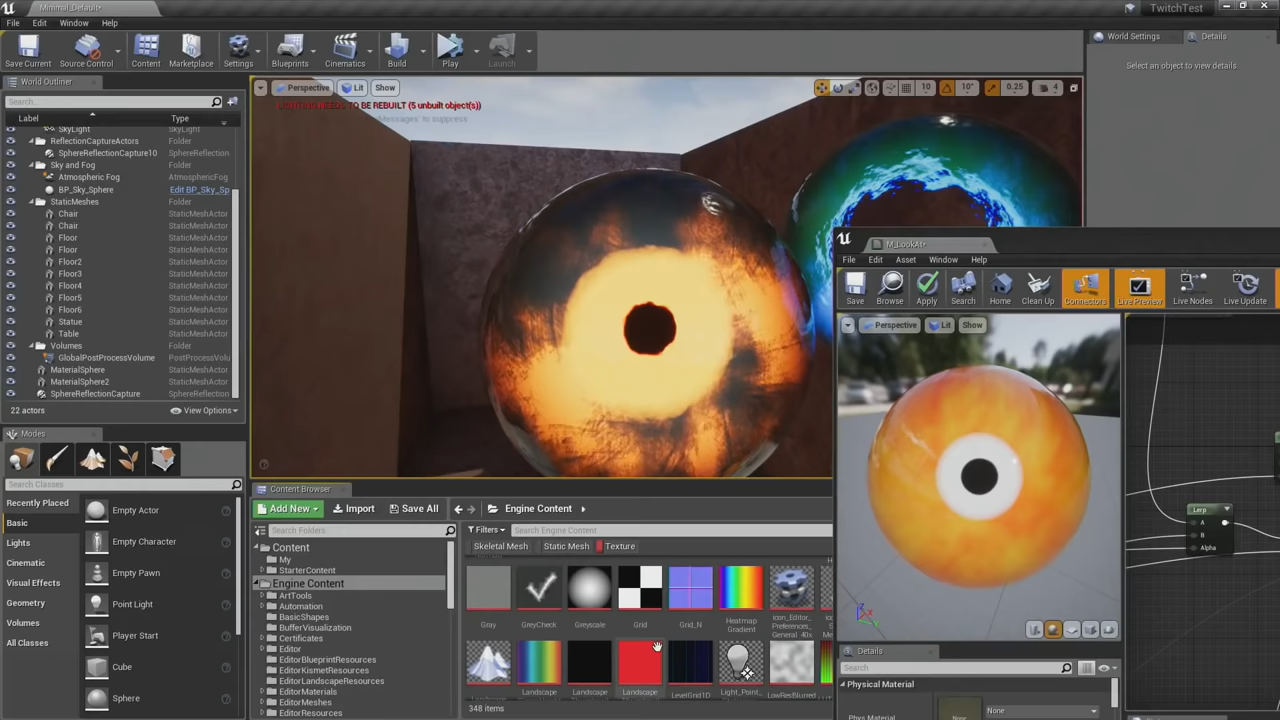 Minimal_Default*
TwitchTest
File Edit Window Help
Save Current
Source Control
Content
Marketplace
Settings
Blueprints
Cinematics
Build
Play
Launch
World Settings
Details
Select an object to view details
World Outliner
Search...
Label Type
SkyLight SkyLight
ReflectionCaptureActors Folder
SphereReflectionCapture10 SphereReflection
Sky and Fog Folder
Atmospheric Fog AtmosphericFog
BP_Sky_Sphere Edit BP_Sky_Sp
StaticMeshes Folder
Chair StaticMeshActor
Chair StaticMeshActor
Floor StaticMeshActor
Floor StaticMeshActor
Floor2 StaticMeshActor
Floor3 StaticMeshActor
Floor4 StaticMeshActor
Floor5 StaticMeshActor
Floor6 StaticMeshActor
Statue StaticMeshActor
Table StaticMeshActor
Volumes Folder
GlobalPostProcessVolume PostProcessVolu
MaterialSphere StaticMeshActor
MaterialSphere2 StaticMeshActor
SphereReflectionCapture SphereReflection
22 actors
View Options
Perspective Lit Show
10 10° 0.25 4
LIGHTING NEEDS TO BE REBUILT (5 unbuilt object(s))
Messages' to suppress
Modes
Search Classes
Recently Placed
Basic
Lights
Cinematic
Visual Effects
Geometry
Volumes
All Classes
Empty Actor
Empty Character
Empty Pawn
Point Light
Player Start
Cube
Sphere
Content Browser
Add New Import Save All Engine Content
Search Folders
Content
My
StarterContent
Engine Content
ArtTools
Automation
BasicShapes
BufferVisualization
Certificates
Editor
EditorBlueprintResources
EditorKismetResources
EditorLandscapeResources
EditorMaterials
EditorMeshes
EditorResources
Filters Search Engine Content
Skeletal Mesh Static Mesh Texture
Gray
GreyCheck
Greyscale
Grid
Grid_N
Heatmap Gradient
icon_Editor_ Preferences_ General_40x
Landscape
Landscape
Landscape
LevelGrid1D
Light_Point_
LowResBlurred
348 items
M_LookAt*
File Edit Asset Window Help
Save
Browse
Apply
Search
Home
Clean Up
Connectors
Live Preview
Live Nodes
Live Update
Perspective Lit Show
Lerp
A
B
Alpha
Details
Search
Physical Material
Phys Material
None